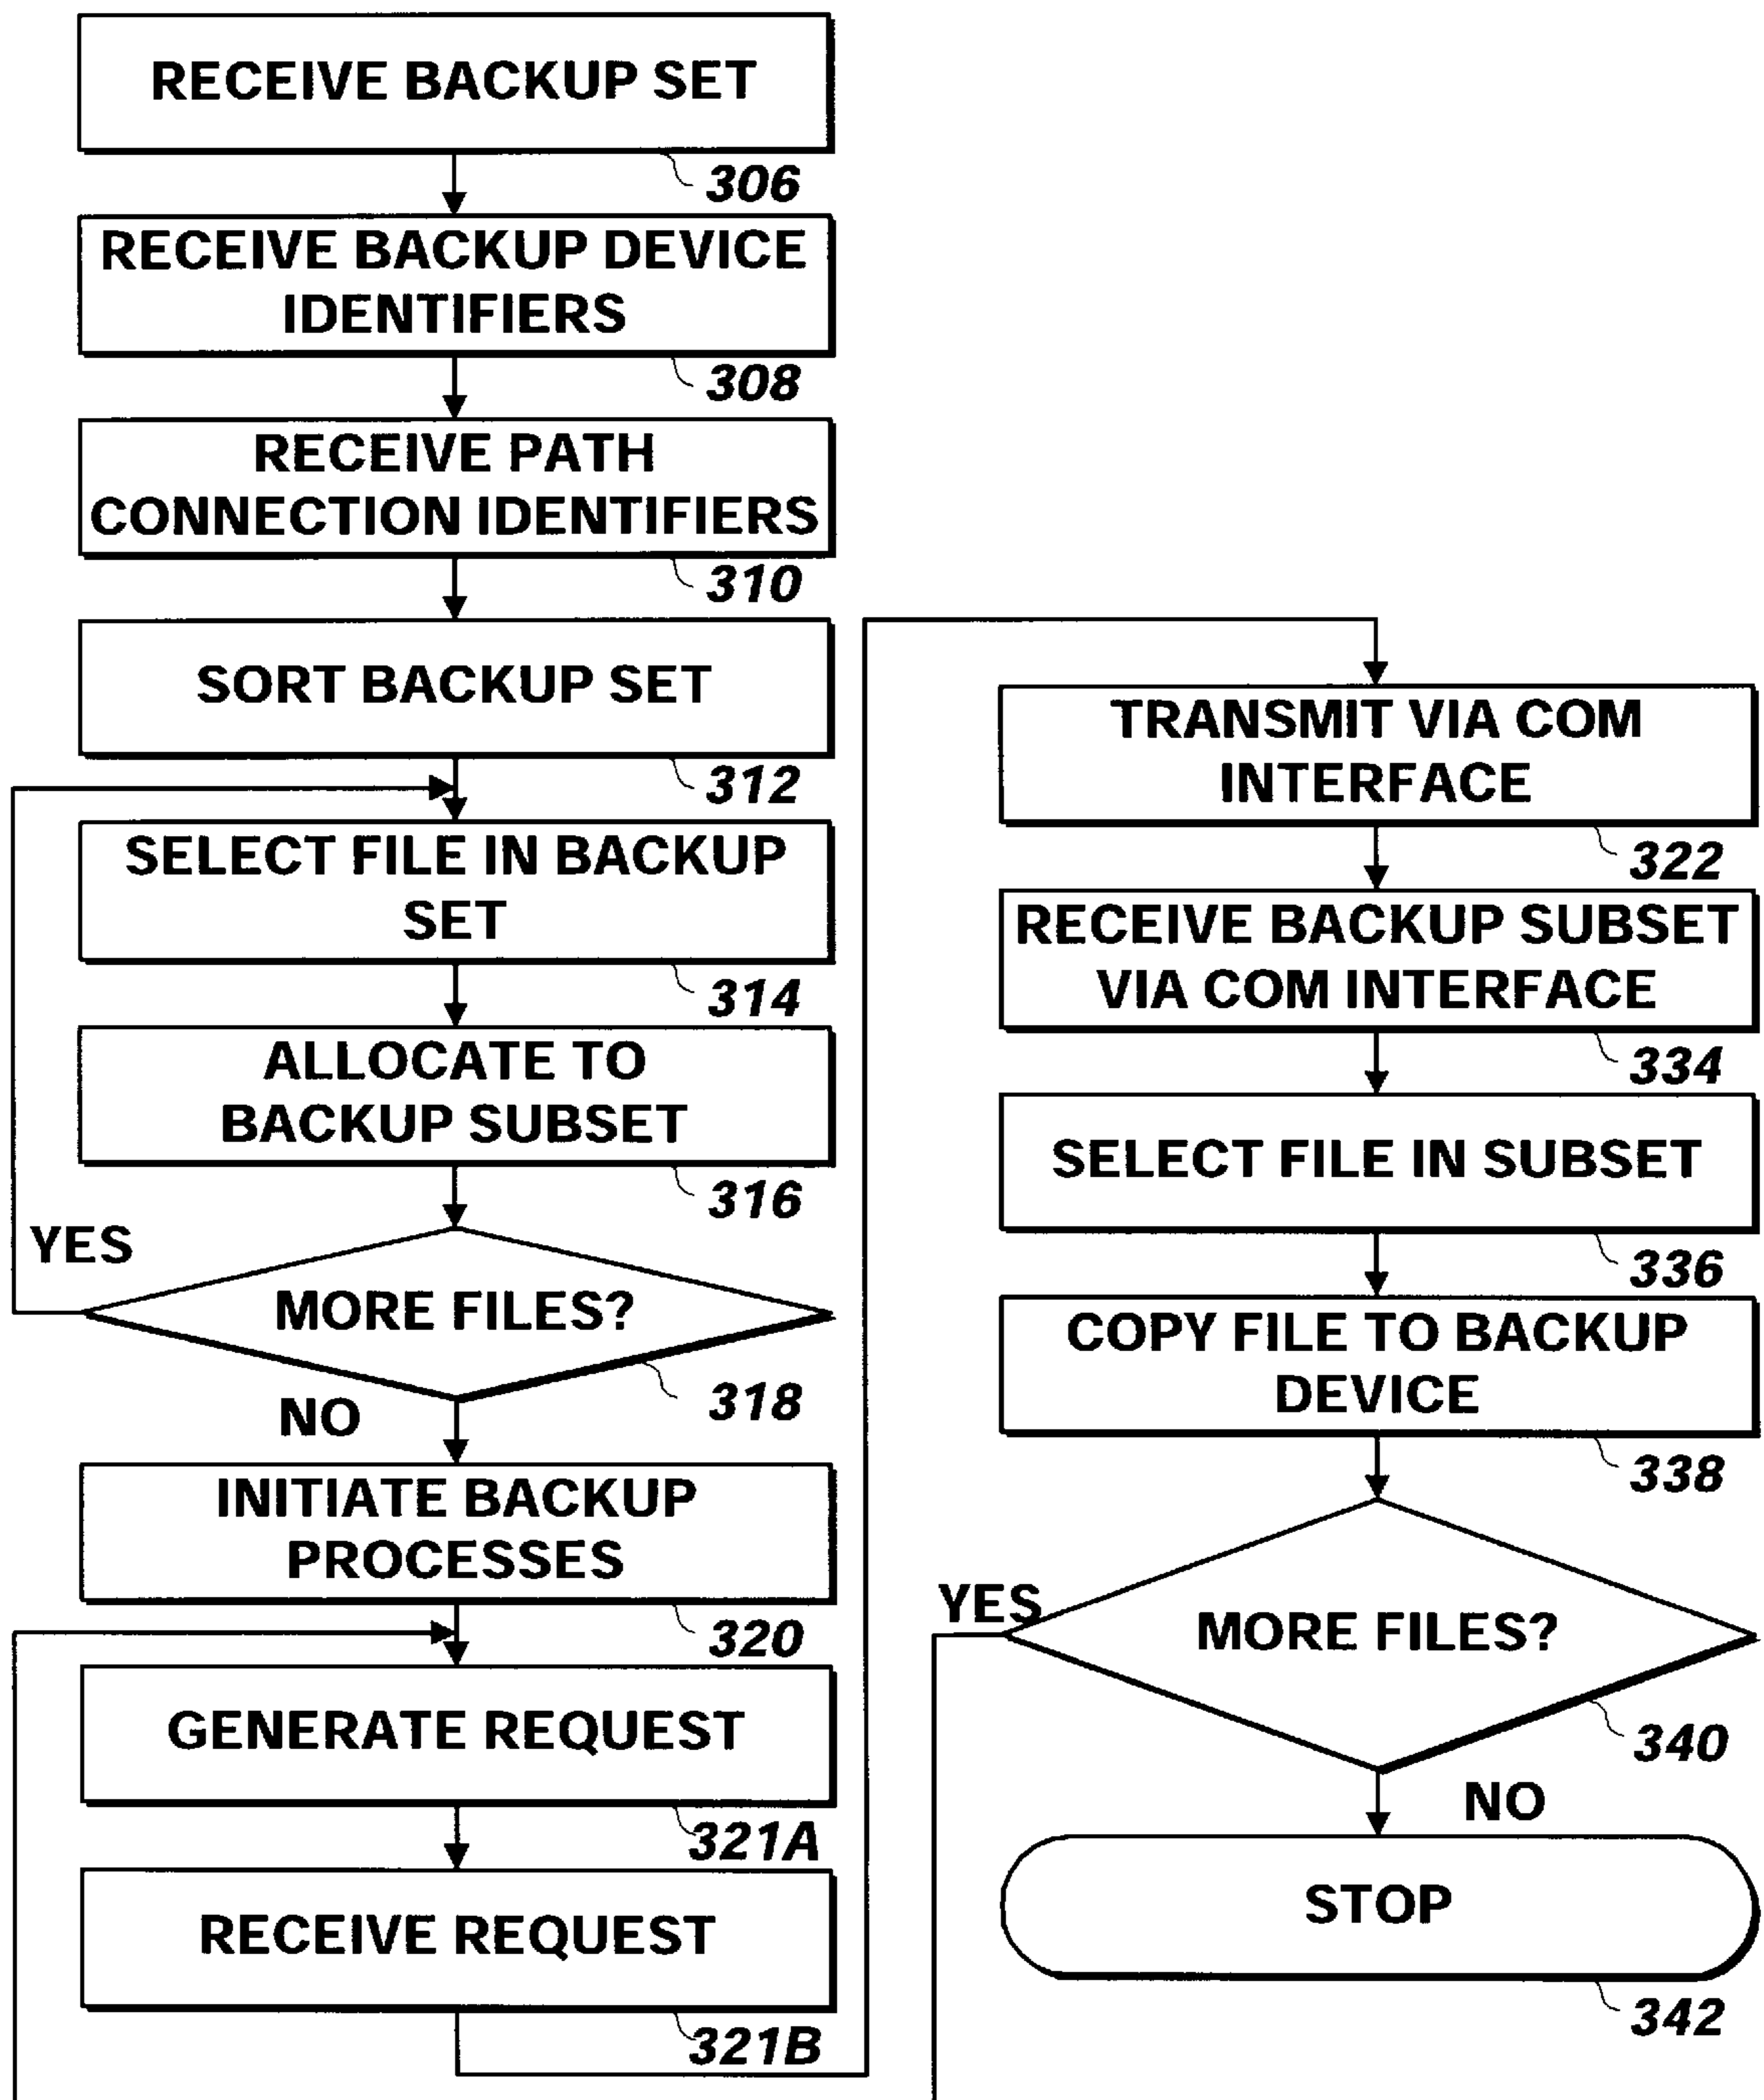 RECEIVE BACKUP SET
306
RECEIVE BACKUP DEVICE
IDENTIFIERS
308
RECEIVE PATH
CONNECTION IDENTIFIERS
310
SORT BACKUP SET
312
SELECT FILE IN BACKUP
SET
314
ALLOCATE TO
BACKUP SUBSET
316
YES
MORE FILES?
318
NO
INITIATE BACKUP
PROCESSES
320
GENERATE REQUEST
321A
RECEIVE REQUEST
321B
TRANSMIT VIA COM
INTERFACE
322
RECEIVE BACKUP SUBSET
VIA COM INTERFACE
334
SELECT FILE IN SUBSET
336
COPY FILE TO BACKUP
DEVICE
338
YES
MORE FILES?
340
NO
STOP
342